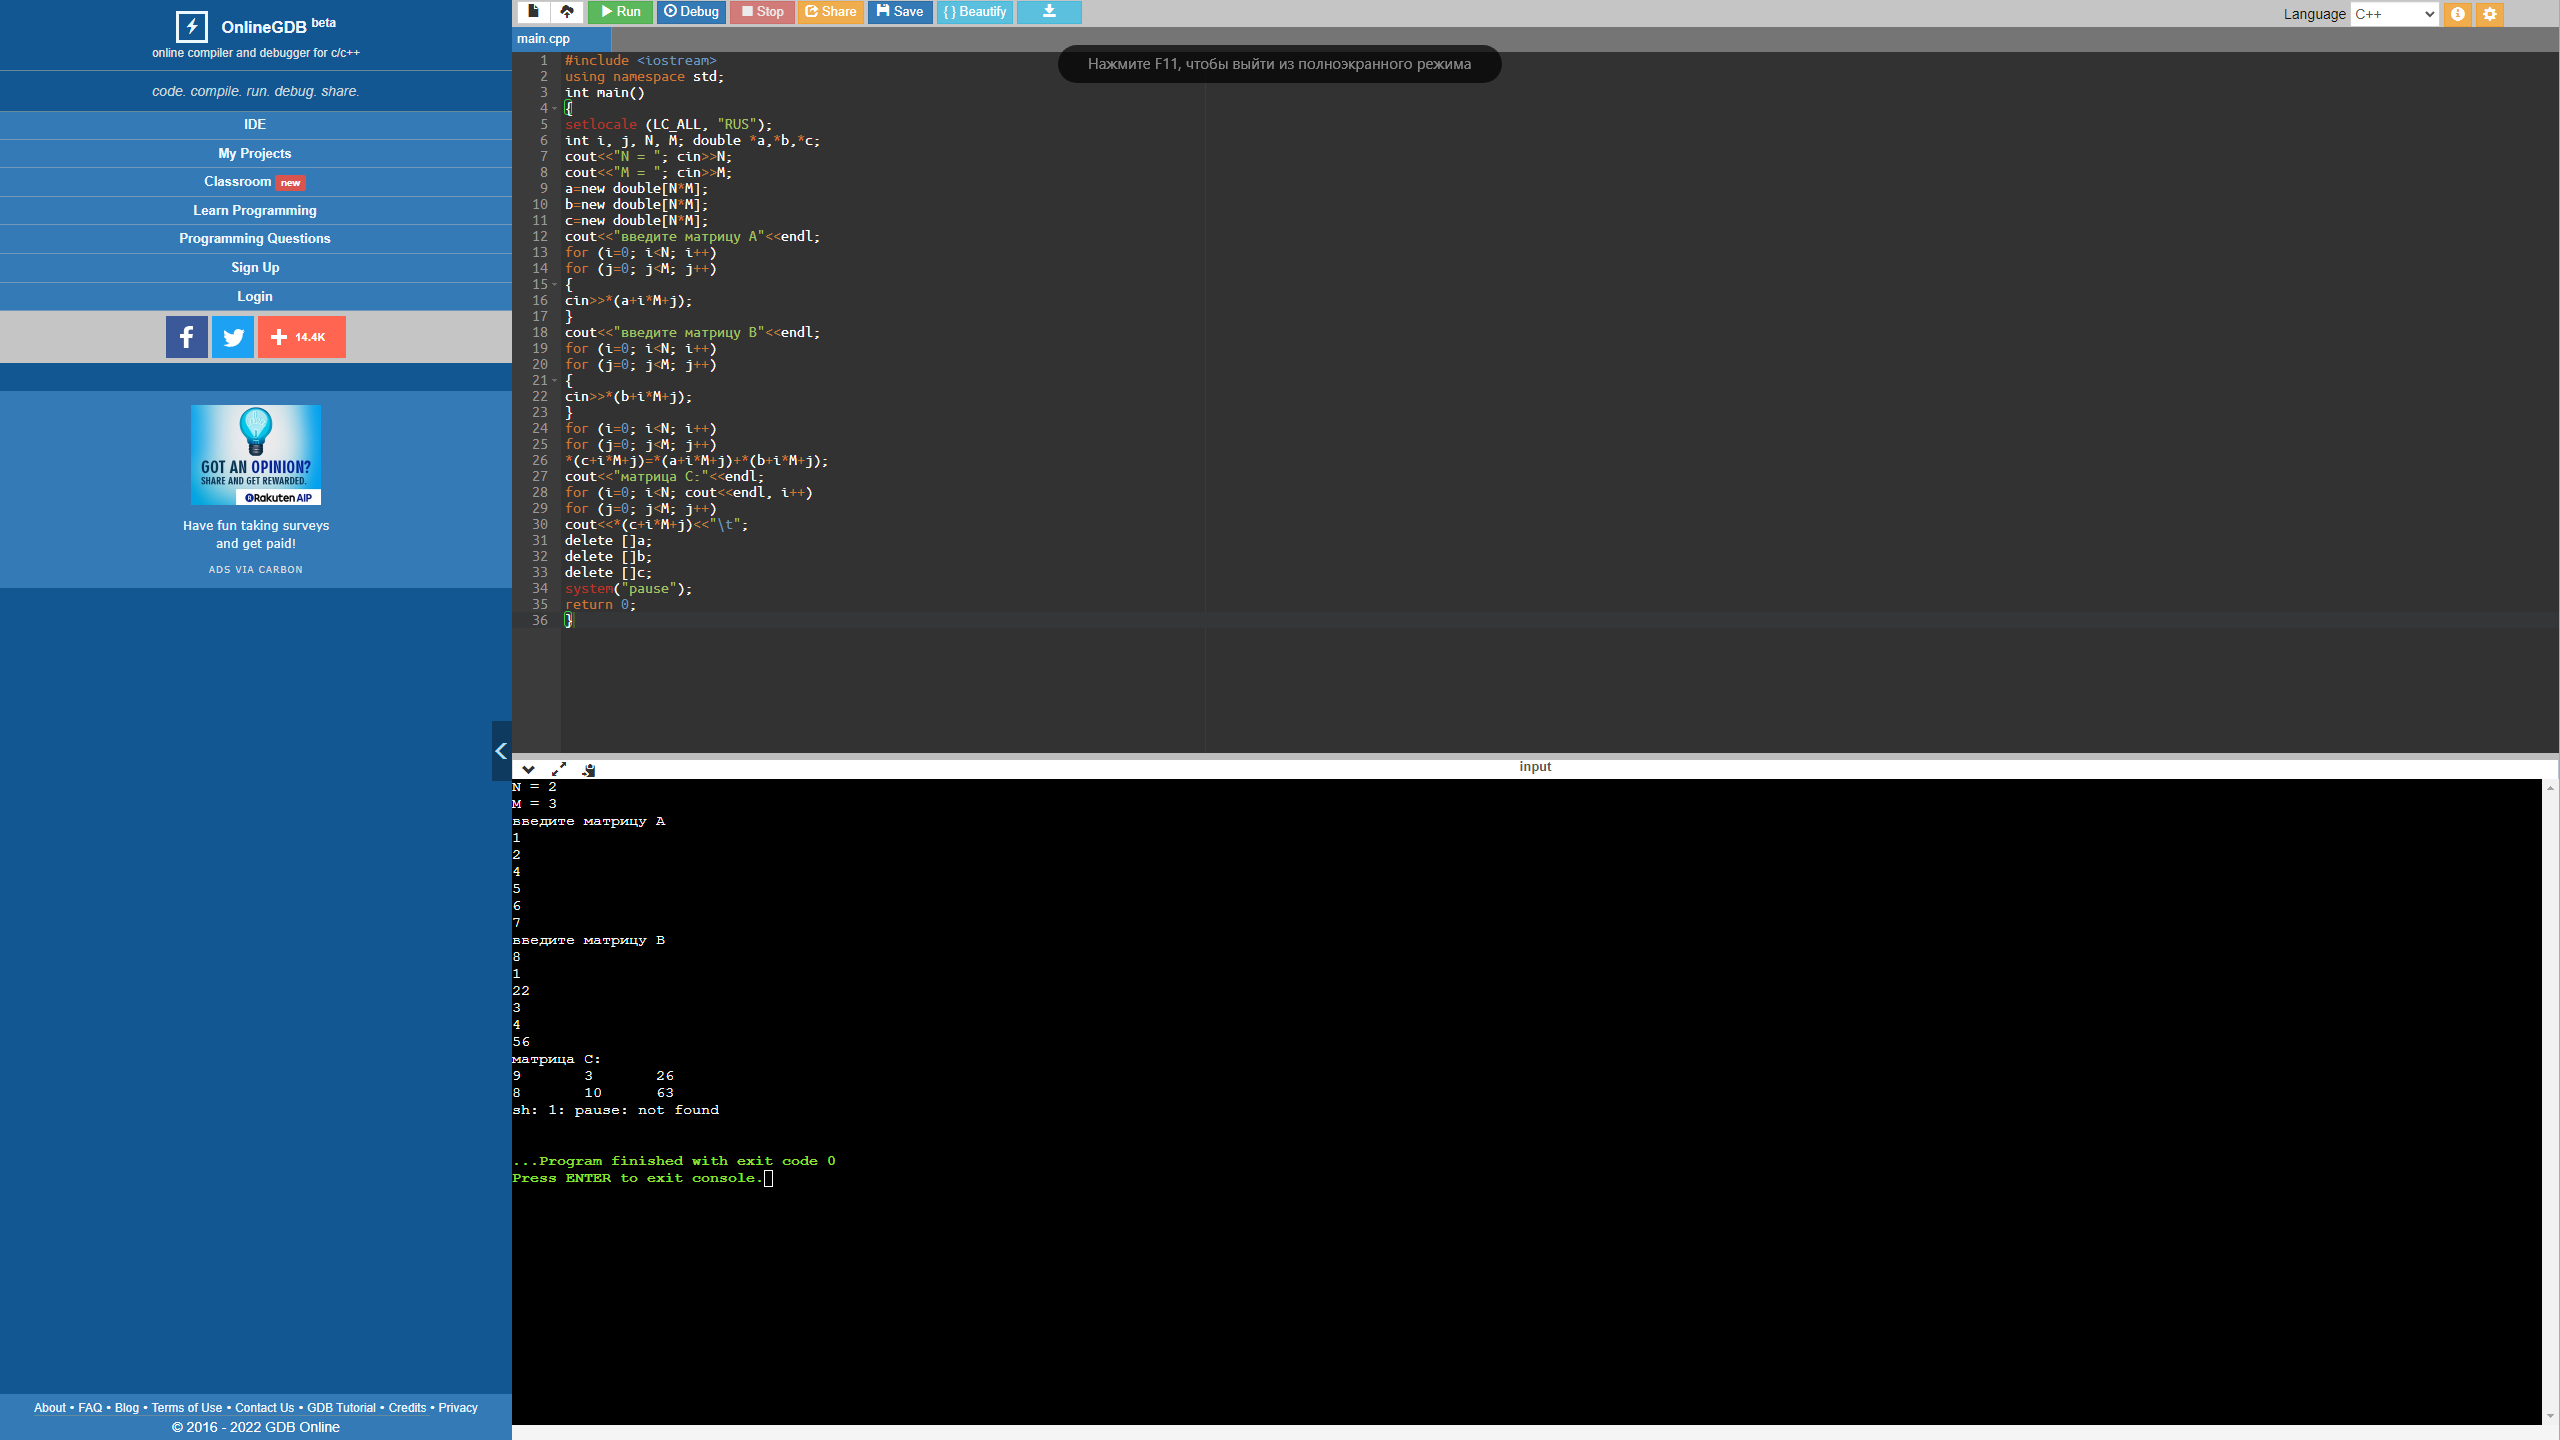 OnlineGDB beta
online compiler and debugger for c/c++
code. compile. run. debug. share.
IDE
My Projects
Classroom new
Learn Programming
Programming Questions
Sign Up
Login
14.4K
GOT AN OPINION?
SHARE AND GET REWARDED.
Rakuten AIP
Have fun taking surveys
and get paid!
ADS VIA CARBON
About • FAQ • Blog • Terms of Use • Contact Us • GDB Tutorial • Credits • Privacy
© 2016 - 2022 GDB Online
Run Debug Stop Share Save { } Beautify
Language C++
main.cpp
Нажмите F11, чтобы выйти из полноэкранного режима
1 #include <iostream>
2 using namespace std;
3 int main()
4 {
5 setlocale (LC_ALL, "RUS");
6 int i, j, N, M; double *a,*b,*c;
7 cout<<"N = "; cin>>N;
8 cout<<"M = "; cin>>M;
9 a=new double[N*M];
10 b=new double[N*M];
11 c=new double[N*M];
12 cout<<"введите матрицу A"<<endl;
13 for (i=0; i<N; i++)
14 for (j=0; j<M; j++)
15 {
16 cin>>*(a+i*M+j);
17 }
18 cout<<"введите матрицу B"<<endl;
19 for (i=0; i<N; i++)
20 for (j=0; j<M; j++)
21 {
22 cin>>*(b+i*M+j);
23 }
24 for (i=0; i<N; i++)
25 for (j=0; j<M; j++)
26 *(c+i*M+j)=*(a+i*M+j)+*(b+i*M+j);
27 cout<<"матрица C:"<<endl;
28 for (i=0; i<N; cout<<endl, i++)
29 for (j=0; j<M; j++)
30 cout<<*(c+i*M+j)<<"\t";
31 delete []a;
32 delete []b;
33 delete []c;
34 system("pause");
35 return 0;
36 }
input
N = 2
M = 3
введите матрицу A
1
2
4
5
6
7
введите матрицу B
8
1
22
3
4
56
матрица C:
9 3 26
8 10 63
sh: 1: pause: not found
...Program finished with exit code 0
Press ENTER to exit console.